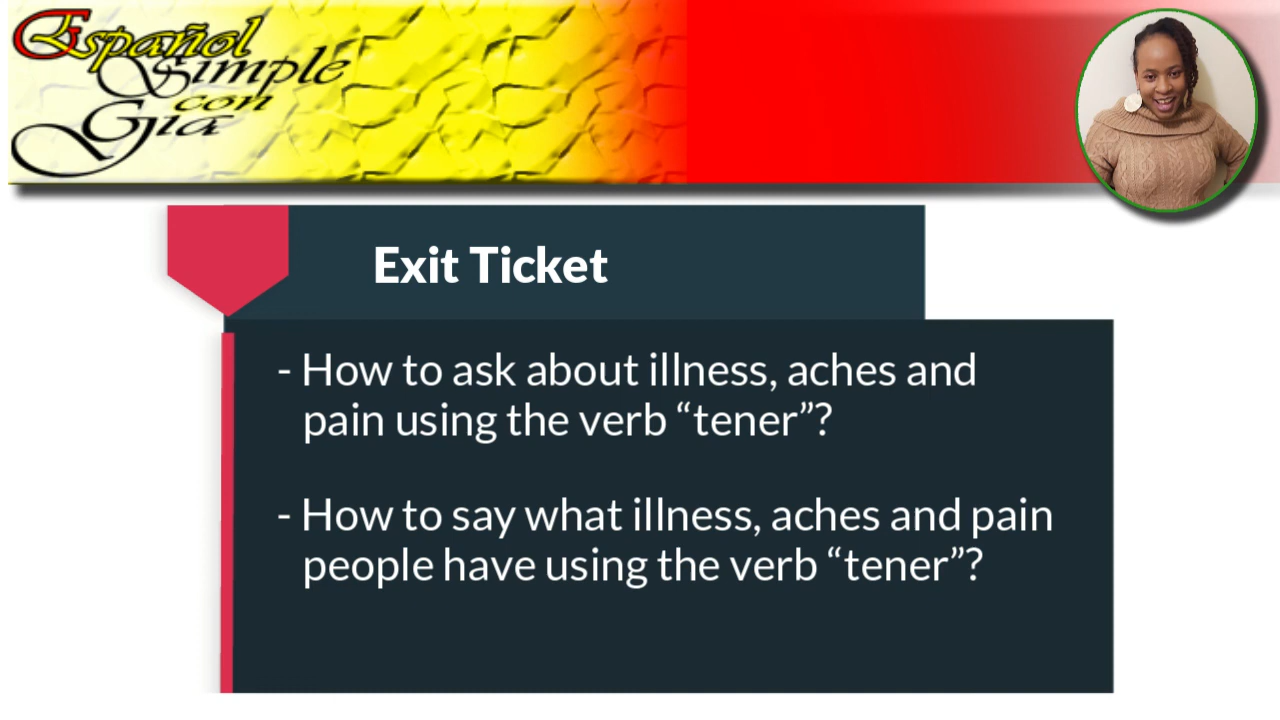 Español
Simple
con
Gia
Exit Ticket
- How to ask about illness, aches and
pain using the verb “tener”?
- How to say what illness, aches and pain
people have using the verb “tener”?